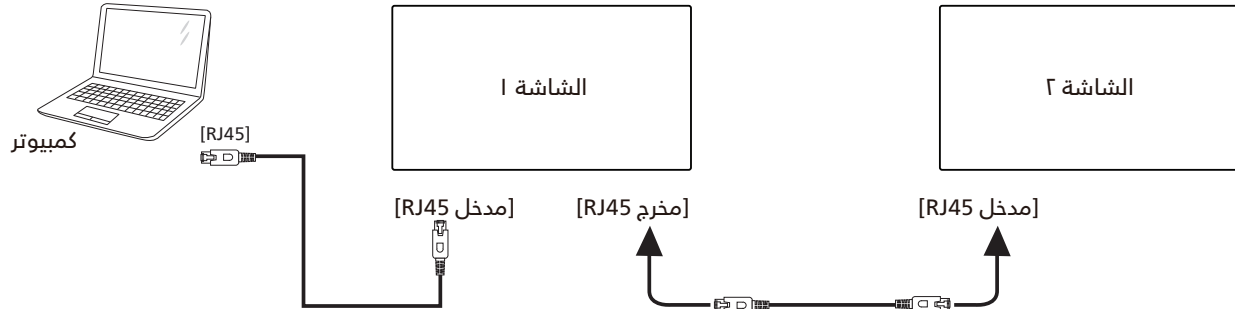 الشاشة ١
الشاشة ٢
كمبيوتر
[RJ45]
[مدخل RJ45]
[مخرج RJ45]
[مدخل RJ45]